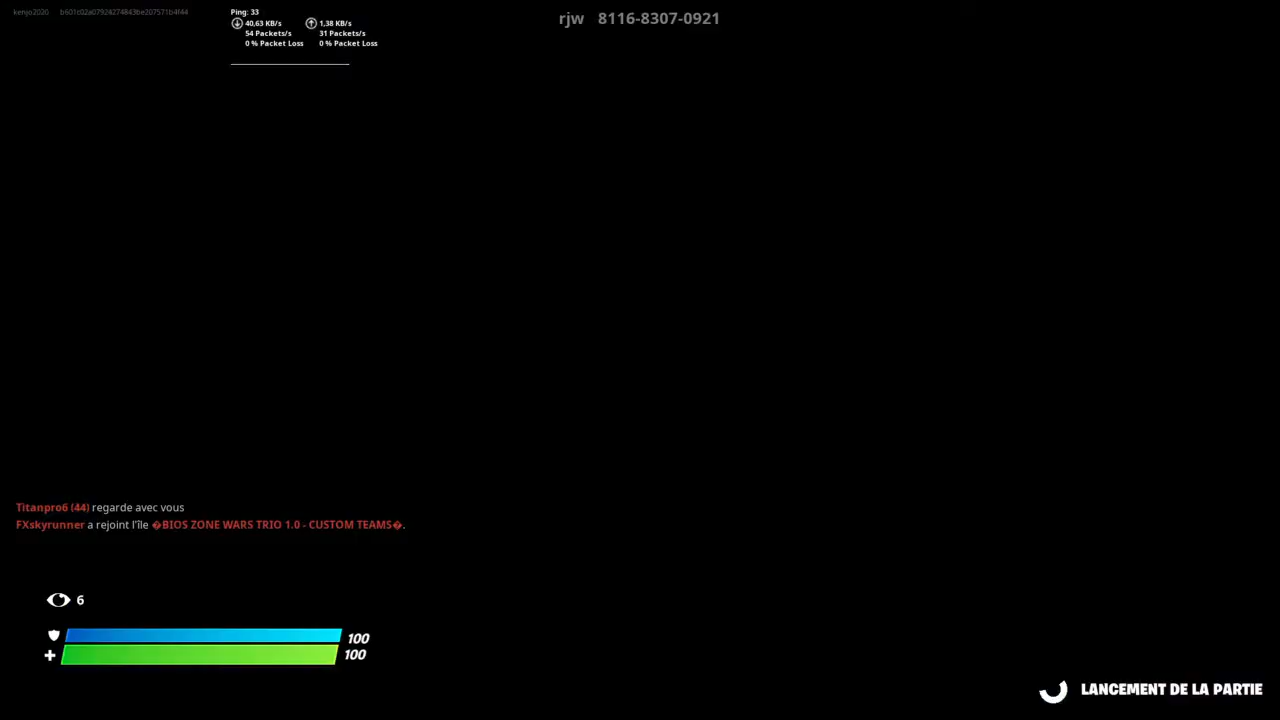 kenjo2020
Ping: 33
40,63 KB/s 1,38 KB/s
54 Packets/s 31 Packets/s
0 % Packet Loss 0 % Packet Loss
rjw 8116-8307-0921
Titanpro6 (44) regarde avec vous
FXskyrunner a rejoint l'île �BIOS ZONE WARS TRIO 1.0 - CUSTOM TEAMS�.
6
100
100
LANCEMENT DE LA PARTIE